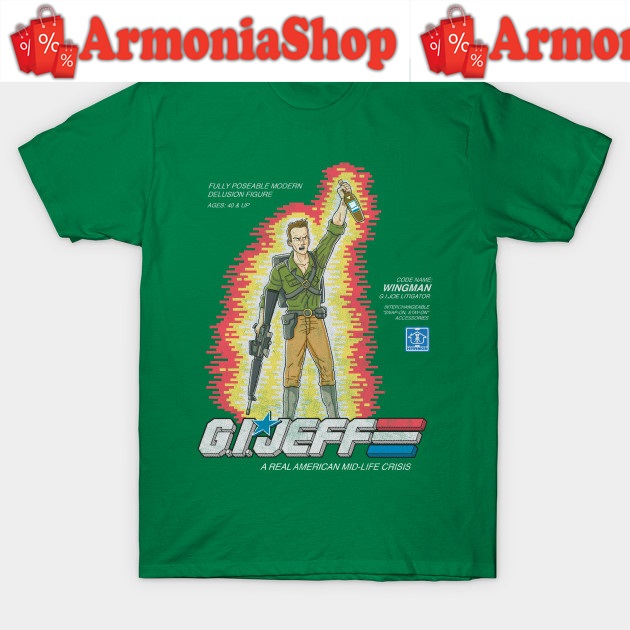 ArmoniaShop
Armon
FULLY POSEABLE MODERN
DELUSION FIGURE
AGES: 40 & UP
CODE NAME:
WINGMAN
G.I.JOE LITIGATOR
INTERCHANGEABLE
"SNAP-ON, STAY-ON"
ACCESSORIES
G.I.JEFF
A REAL AMERICAN MID-LIFE CRISIS